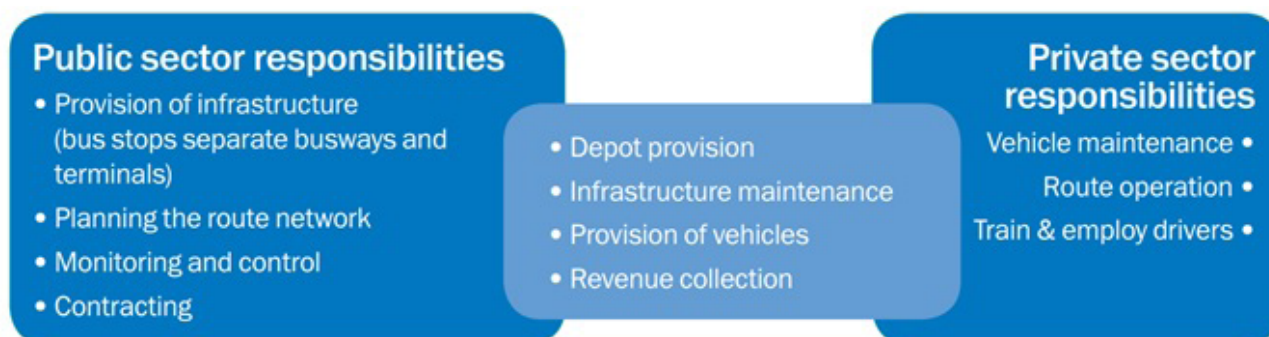 Public sector responsibilities
• Provision of infrastructure
(bus stops separate busways and
terminals)
• Planning the route network
• Monitoring and control
• Contracting
• Depot provision
• Infrastructure maintenance
• Provision of vehicles
• Revenue collection
Private sector
responsibilities
Vehicle maintenance •
Route operation •
Train & employ drivers •